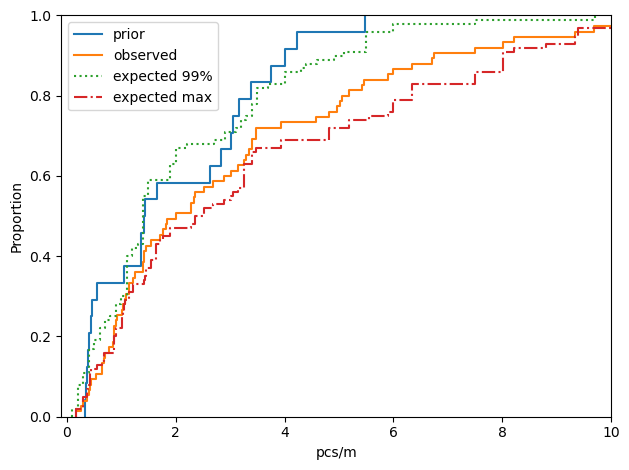 prior
observed
expected 99%
expected max
Proportion
1.0
0.8
0.6
0.4
0.2
0.0
0
2
4
6
8
10
pcs/m